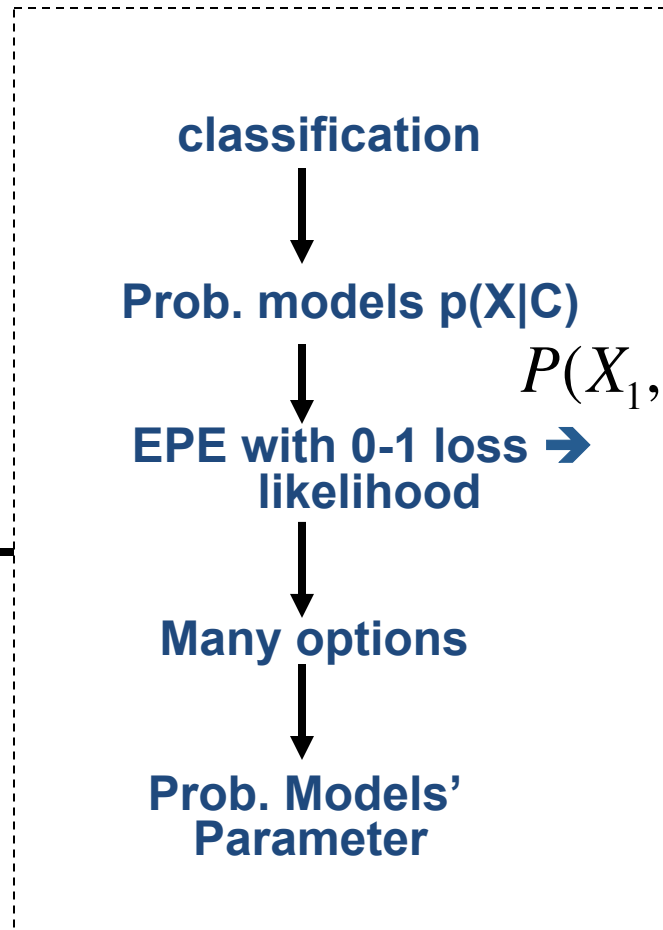 classification
Prob. models p(X|C)
P(X₁,
EPE with 0-1 loss ➔
likelihood
Many options
Prob. Models’
Parameter